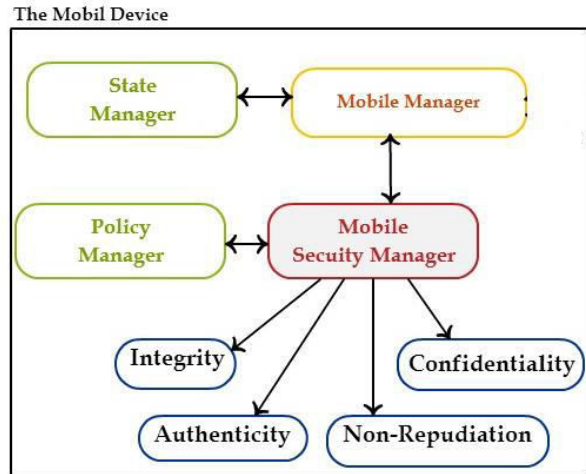 The Mobil Device
State
Manager
Mobile Manager
Policy
Manager
Mobile
Secuity Manager
Integrity
Confidentiality
Authenticity
Non-Repudiation